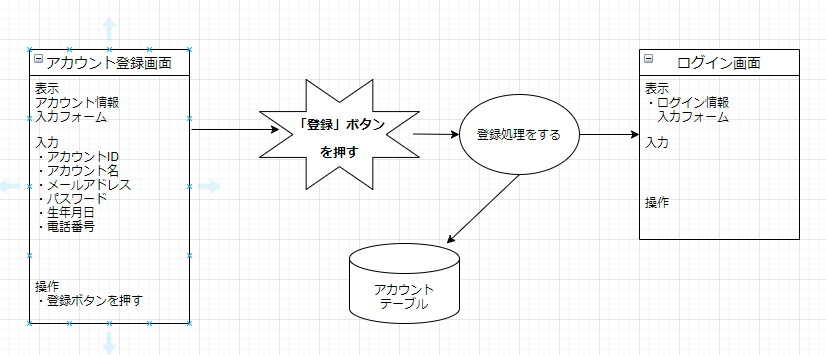 アカウント登録画面
表示
アカウント情報
入力フォーム
入力
・アカウントID
・アカウント名
・メールアドレス
・パスワード
・生年月日
・電話番号
操作
・登録ボタンを押す
「登録」ボタン
を押す
登録処理をする
アカウント
テーブル
ログイン画面
表示
・ログイン情報
入力フォーム
入力
操作